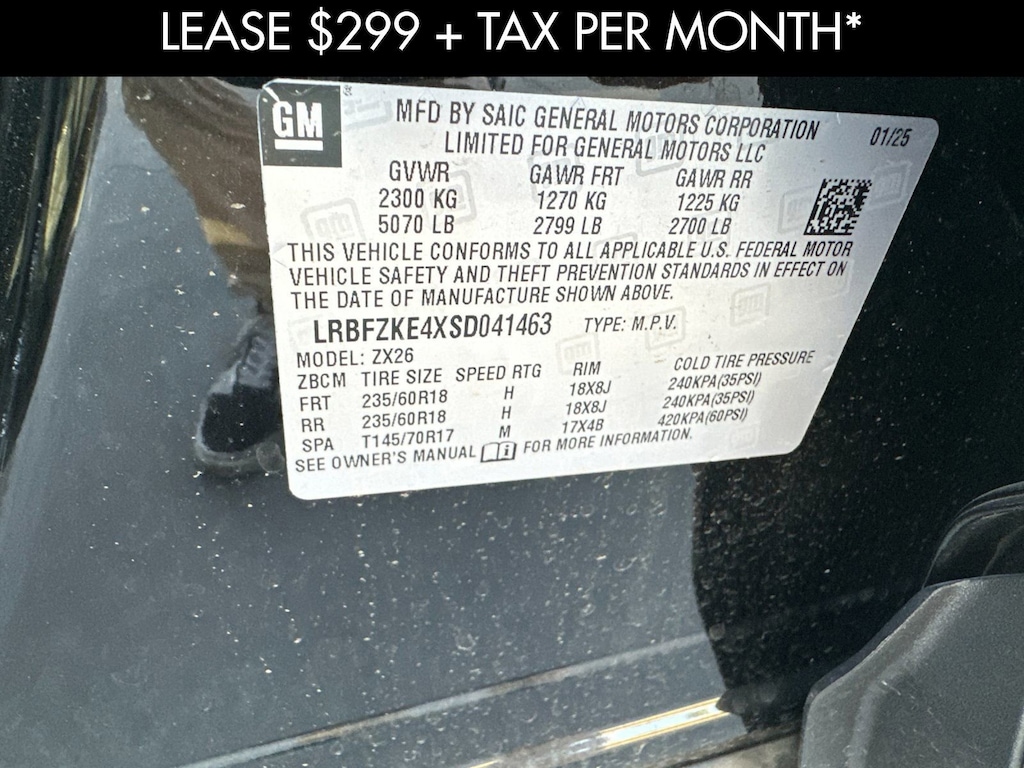 LEASE $299 + TAX PER MONTH*
GM ®
MFD BY SAIC GENERAL MOTORS CORPORATION 01/25
LIMITED FOR GENERAL MOTORS LLC
GVWR GAWR FRT GAWR RR
2300 KG 1270 KG 1225 KG
5070 LB 2799 LB 2700 LB
THIS VEHICLE CONFORMS TO ALL APPLICABLE U.S. FEDERAL MOTOR
VEHICLE SAFETY AND THEFT PREVENTION STANDARDS IN EFFECT ON
THE DATE OF MANUFACTURE SHOWN ABOVE.
LRBFZKE4XSD041463 TYPE: M.P.V.
MODEL: ZX26
ZBCM TIRE SIZE SPEED RTG RIM COLD TIRE PRESSURE
FRT 235/60R18 H 18X8J 240KPA(35PSI)
RR 235/60R18 H 18X8J 240KPA(35PSI)
SPA T145/70R17 M 17X4B 420KPA(60PSI)
SEE OWNER'S MANUAL FOR MORE INFORMATION.